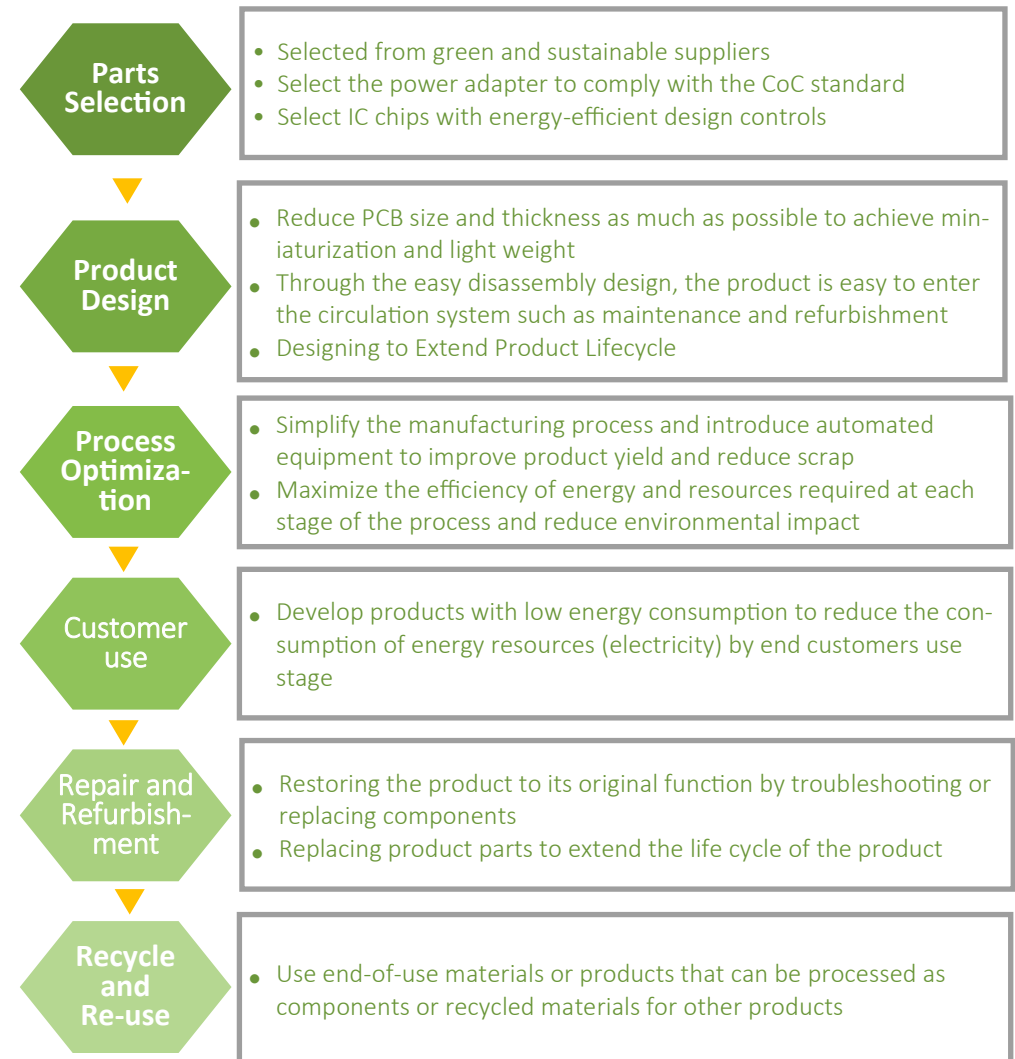 Parts
Selection
• Selected from green and sustainable suppliers
• Select the power adapter to comply with the CoC standard
• Select IC chips with energy-efficient design controls
Product
Design
• Reduce PCB size and thickness as much as possible to achieve min-
iaturization and light weight
• Through the easy disassembly design, the product is easy to enter
the circulation system such as maintenance and refurbishment
• Designing to Extend Product Lifecycle
Process
Optimiza-
tion
• Simplify the manufacturing process and introduce automated
equipment to improve product yield and reduce scrap
• Maximize the efficiency of energy and resources required at each
stage of the process and reduce environmental impact
Customer
use
• Develop products with low energy consumption to reduce the con-
sumption of energy resources (electricity) by end customers use
stage
Repair and
Refurbish-
ment
• Restoring the product to its original function by troubleshooting or
replacing components
• Replacing product parts to extend the life cycle of the product
Recycle
and
Re-use
• Use end-of-use materials or products that can be processed as
components or recycled materials for other products